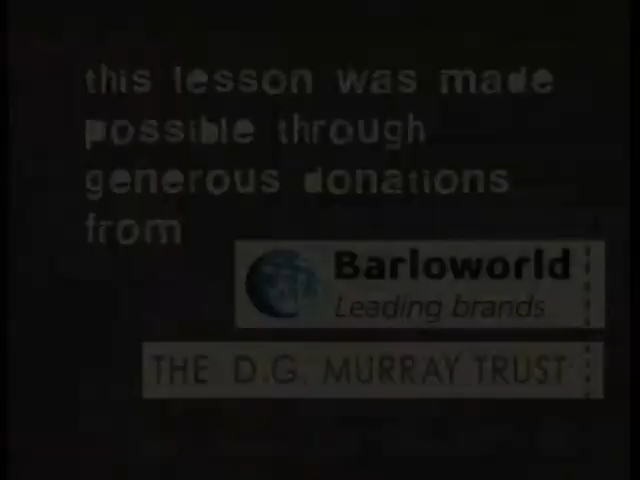 this lesson was made
possible through
generous donations
from
Barloworld
Leading brands
THE D.G. MURRAY TRUST